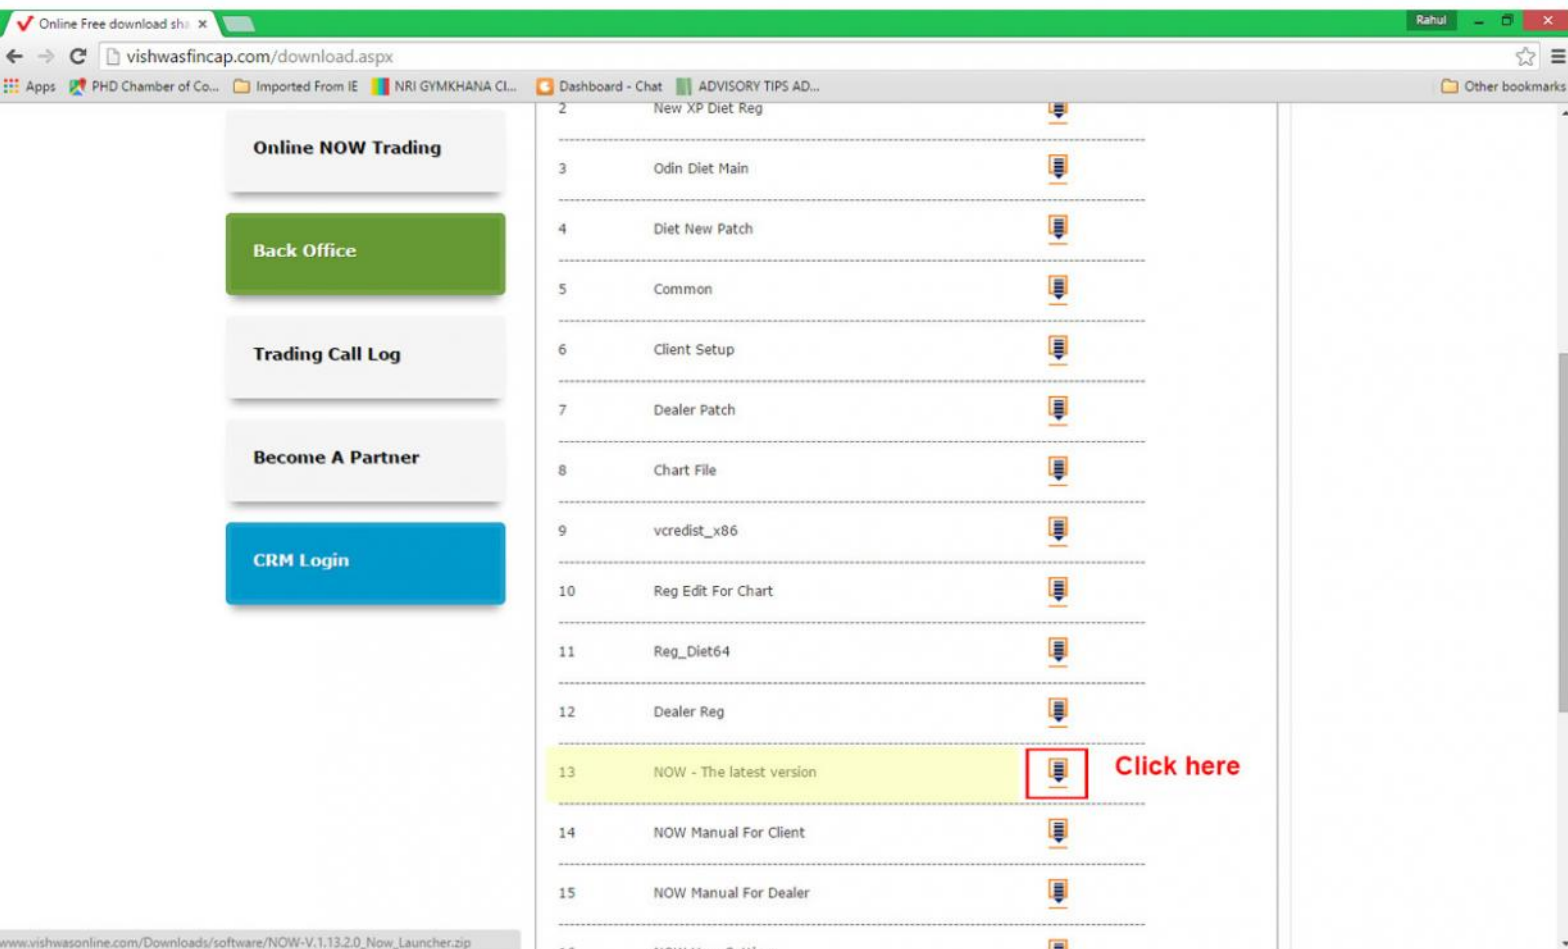 Online Free download sha
Rahul
vishwasfincap.com/download.aspx
Apps PHD Chamber of Co... Imported From IE NRI GYMKHANA Cl... Dashboard - Chat ADVISORY TIPS AD... Other bookmarks
Online NOW Trading
Back Office
Trading Call Log
Become A Partner
CRM Login
2 New XP Diet Reg
3 Odin Diet Main
4 Diet New Patch
5 Common
6 Client Setup
7 Dealer Patch
8 Chart File
9 vcredist_x86
10 Reg Edit For Chart
11 Reg_Diet64
12 Dealer Reg
13 NOW - The latest version Click here
14 NOW Manual For Client
15 NOW Manual For Dealer
www.vishwasonline.com/Downloads/software/NOW-V.1.13.2.0_Now_Launcher.zip